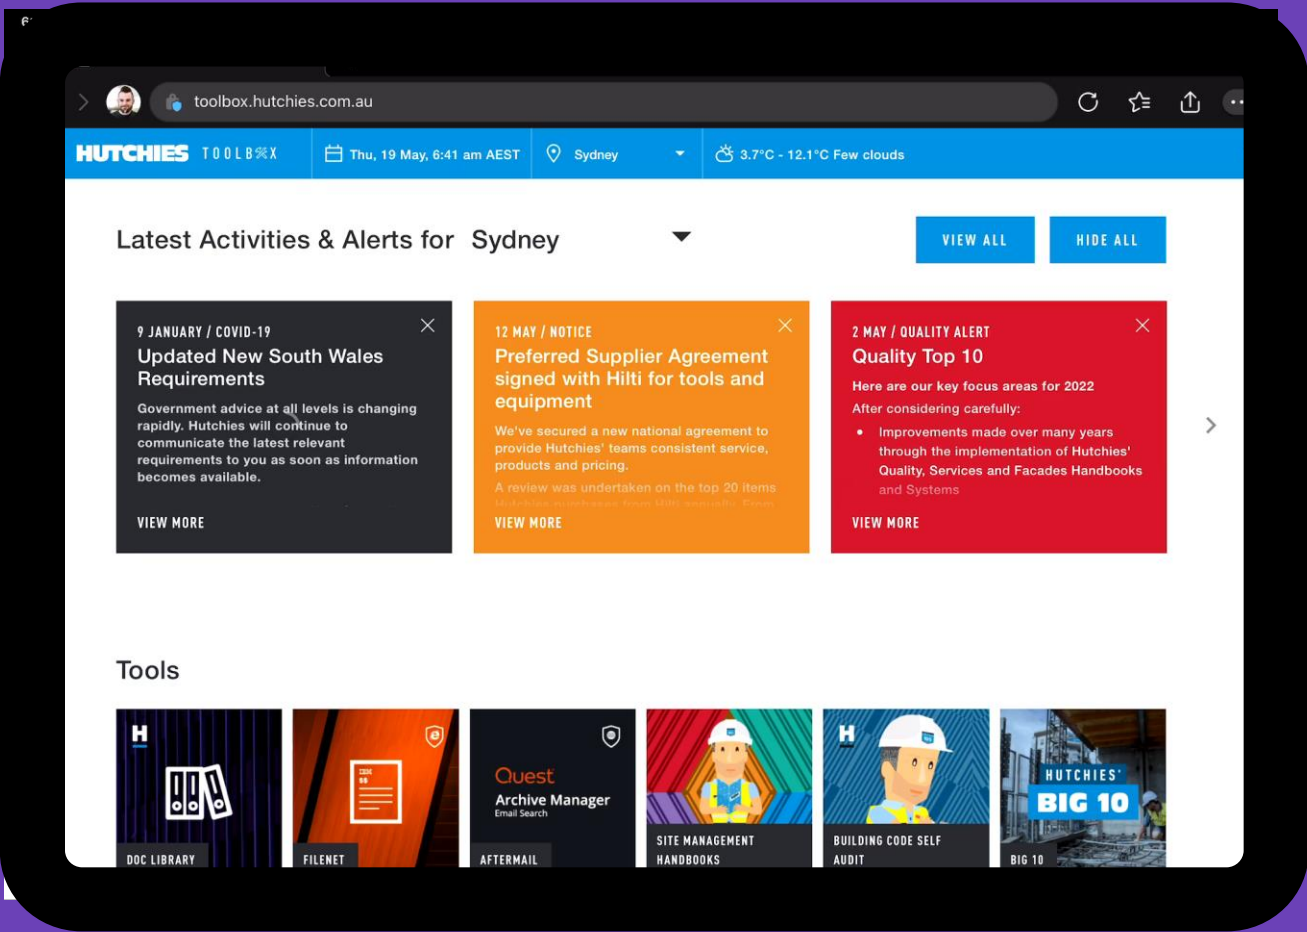 toolbox.hutchies.com.au
HUTCHIES TOOLBOX
Thu, 19 May, 6:41 am AEST
Sydney
3.7°C - 12.1°C Few clouds
Latest Activities & Alerts for Sydney
VIEW ALL
HIDE ALL
9 JANUARY / COVID-19
Updated New South Wales
Requirements
Government advice at all levels is changing
rapidly. Hutchies will continue to
communicate the latest relevant
requirements to you as soon as information
becomes available.
VIEW MORE
12 MAY / NOTICE
Preferred Supplier Agreement
signed with Hilti for tools and
equipment
We've secured a new national agreement to
provide Hutchies' teams consistent service,
products and pricing.
A review was undertaken on the top 20 items
Hutchies purchases from Hilti annually. From
VIEW MORE
2 MAY / QUALITY ALERT
Quality Top 10
Here are our key focus areas for 2022
After considering carefully:
• Improvements made over many years
through the implementation of Hutchies'
Quality, Services and Facades Handbooks
and Systems
VIEW MORE
Tools
H
DOC LIBRARY
IBM
FILENET
Quest
Archive Manager
Email Search
AFTERMAIL
SITE MANAGEMENT
HANDBOOKS
H
BUILDING CODE SELF
AUDIT
HUTCHIES'
BIG 10
BIG 10